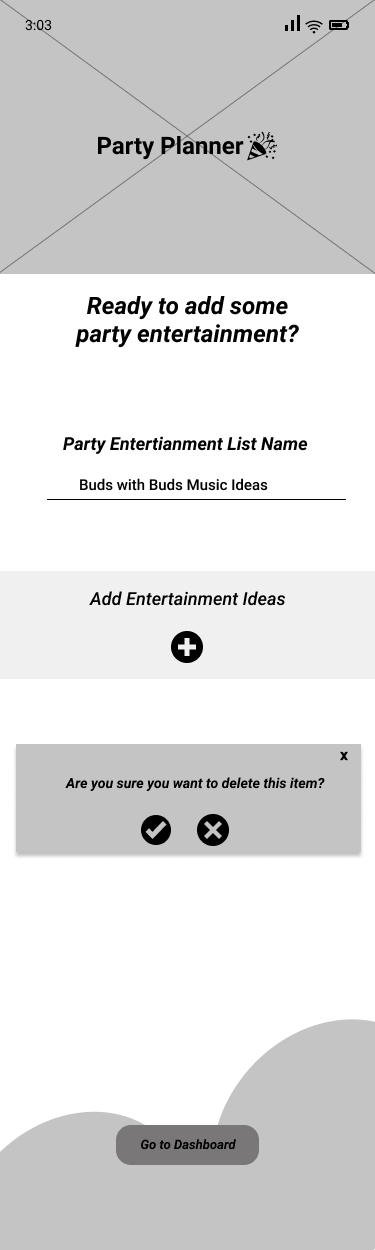 3:03
Party Planner
Ready to add some
party entertainment?
Party Entertianment List Name
Buds with Buds Music Ideas
Add Entertainment Ideas
x
Are you sure you want to delete this item?
Go to Dashboard